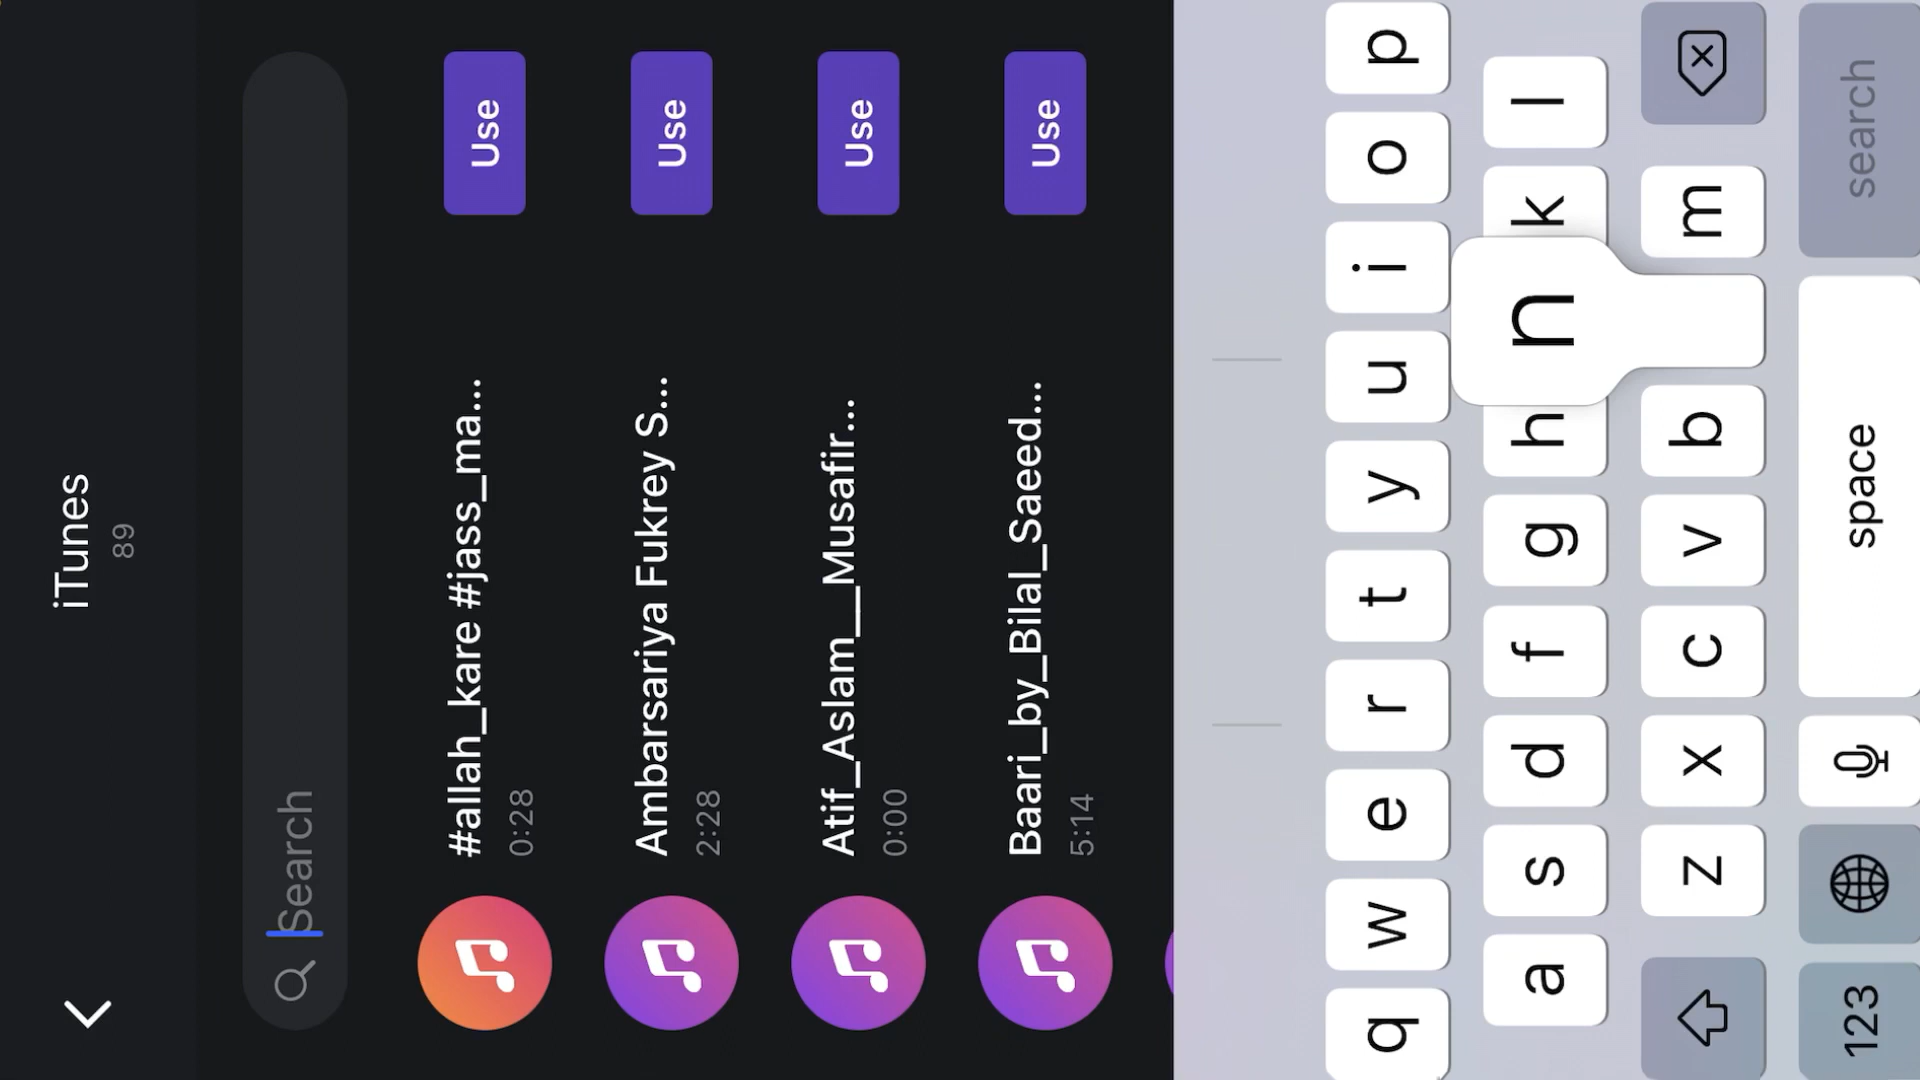 iTunes
89
Search
#allah_kare #jass_ma...
0:28
Use
Ambarsariya Fukrey S...
2:28
Use
Atif_Aslam__Musafir...
0:00
Use
Baari_by_Bilal_Saeed...
5:14
Use
q w e r t y u i o p
a s d f g h n k l
z x c v b m
123 space search